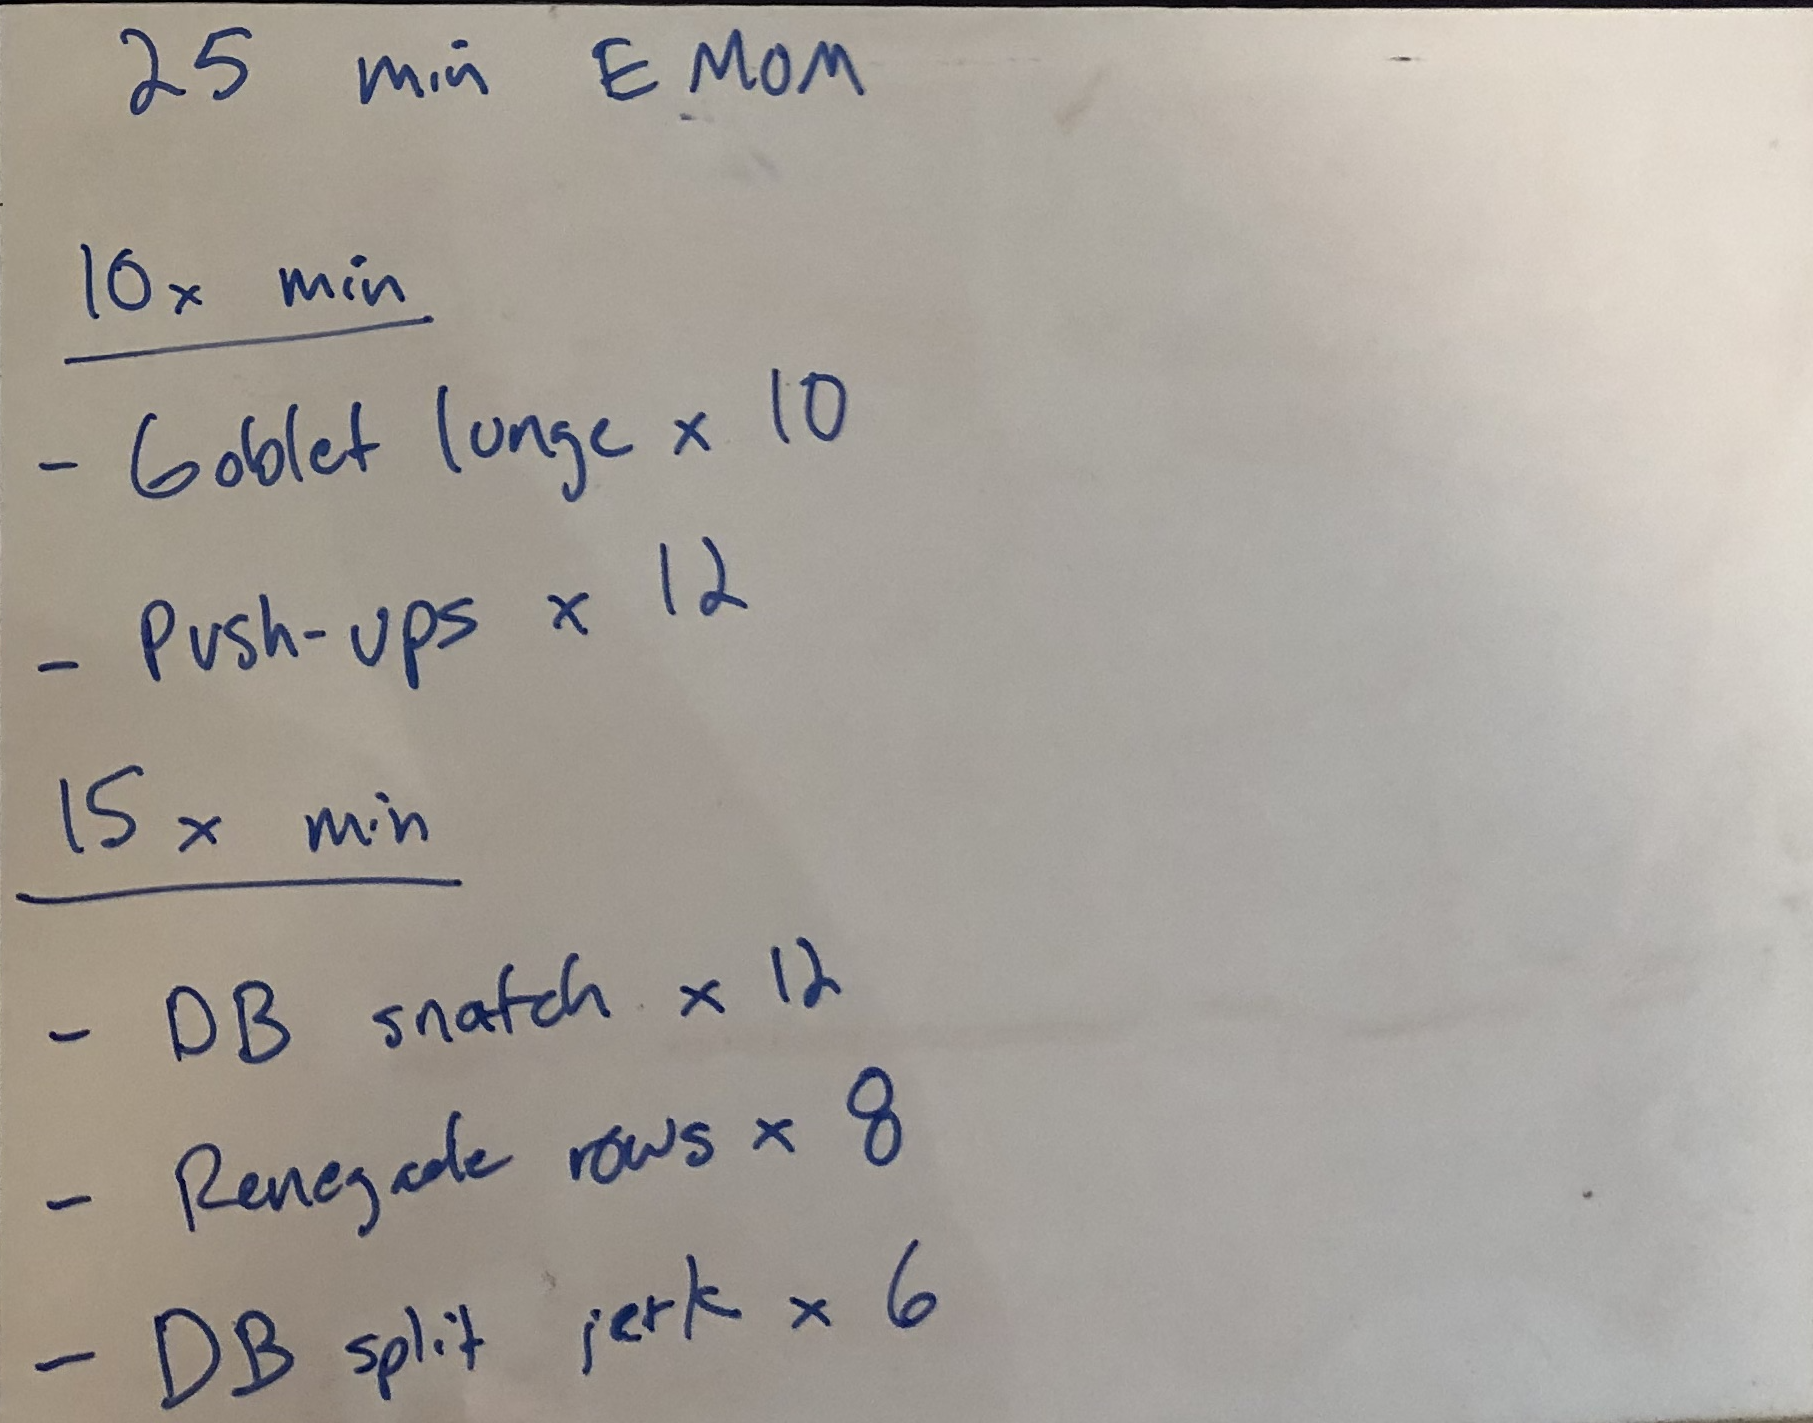 25 min EMOM
10x min
- Goblet lunge x 10
- Push-ups x 12
15 x min
- DB snatch x 12
- Renegade rows x 8
- DB split jerk x 6